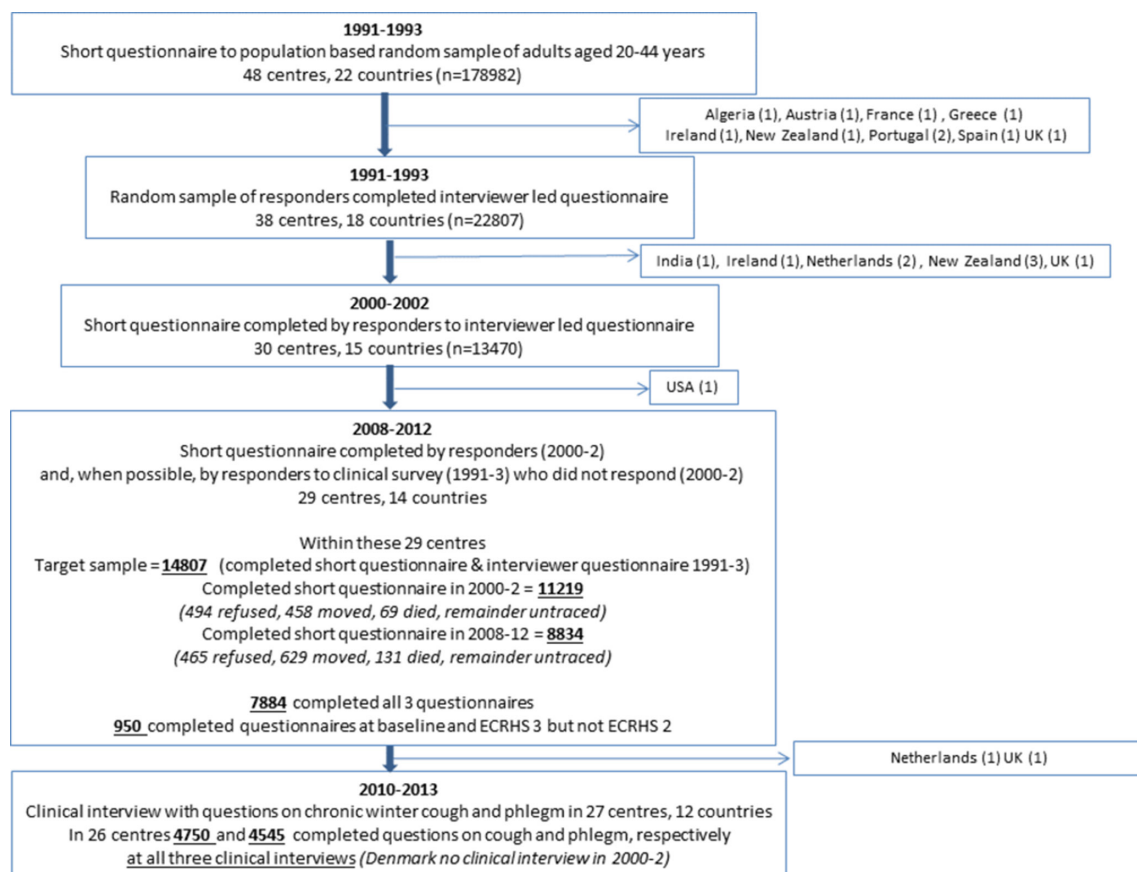 1991-1993
Short questionnaire to population based random sample of adults aged 20-44 years
48 centres, 22 countries (n=178982)
Algeria (1), Austria (1), France (1) , Greece (1)
Ireland (1), New Zealand (1), Portugal (2), Spain (1) UK (1)
1991-1993
Random sample of responders completed interviewer led questionnaire
38 centres, 18 countries (n=22807)
India (1), Ireland (1), Netherlands (2) , New Zealand (3), UK (1)
2000-2002
Short questionnaire completed by responders to interviewer led questionnaire
30 centres, 15 countries (n=13470)
USA (1)
2008-2012
Short questionnaire completed by responders (2000-2)
and, when possible, by responders to clinical survey (1991-3) who did not respond (2000-2)
29 centres, 14 countries
Within these 29 centres
Target sample = 14807 (completed short questionnaire & interviewer questionnaire 1991-3)
Completed short questionnaire in 2000-2 = 11219
(494 refused, 458 moved, 69 died, remainder untraced)
Completed short questionnaire in 2008-12 = 8834
(465 refused, 629 moved, 131 died, remainder untraced)
7884 completed all 3 questionnaires
950 completed questionnaires at baseline and ECRHS 3 but not ECRHS 2
Netherlands (1) UK (1)
2010-2013
Clinical interview with questions on chronic winter cough and phlegm in 27 centres, 12 countries
In 26 centres 4750 and 4545 completed questions on cough and phlegm, respectively
at all three clinical interviews (Denmark no clinical interview in 2000-2)